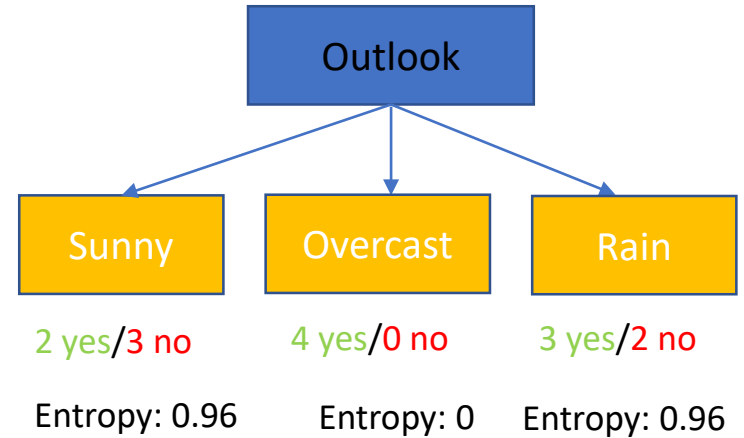 Outlook
Sunny
Overcast
Rain
2 yes/3 no
4 yes/0 no
3 yes/2 no
Entropy: 0.96
Entropy: 0
Entropy: 0.96